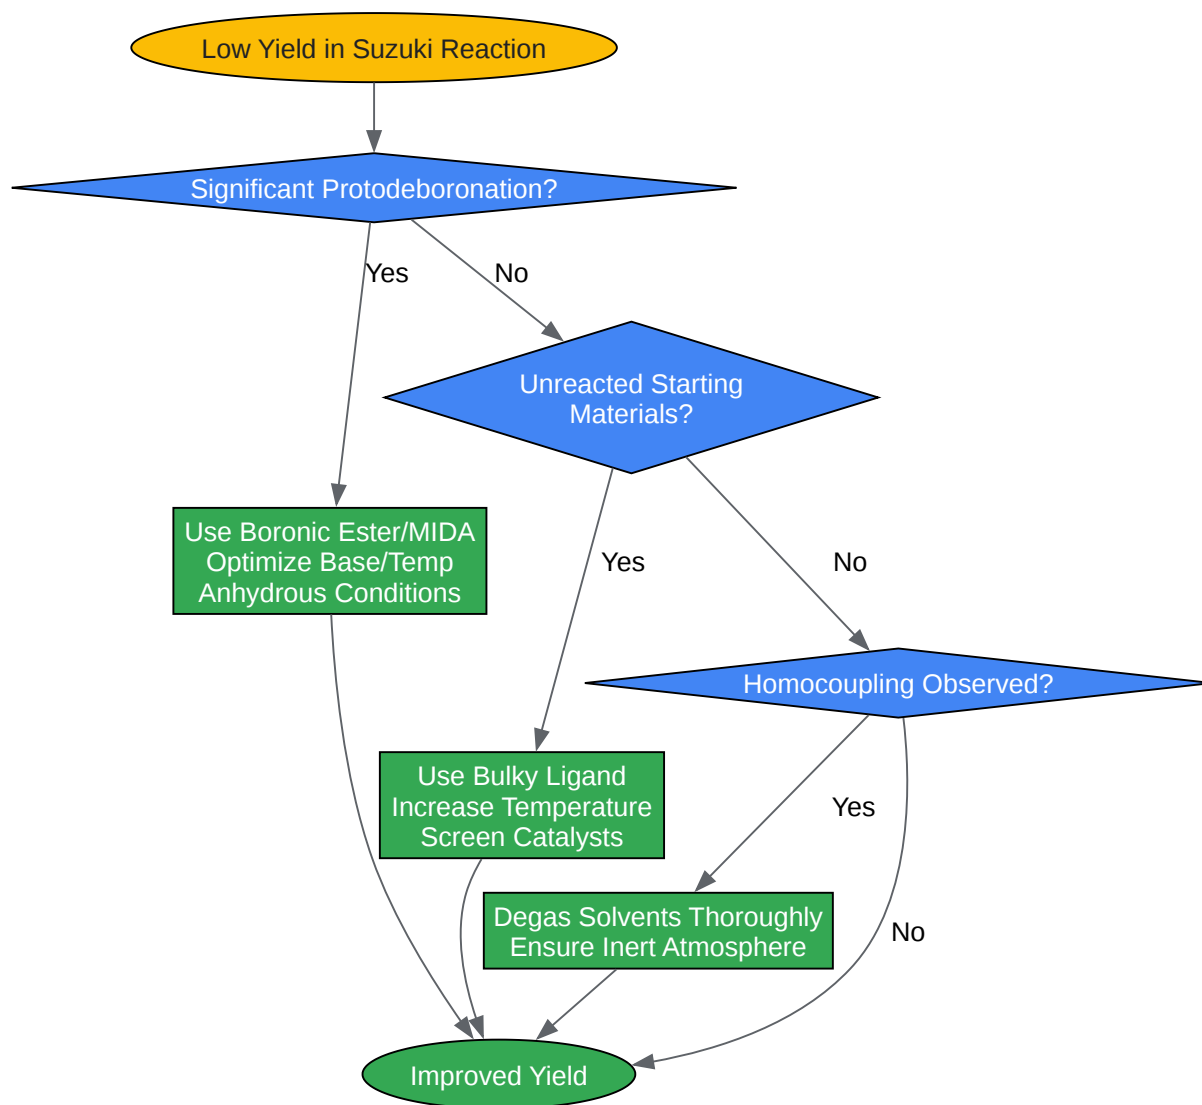 Low Yield in Suzuki Reaction
Significant Protodeboronation?
Yes
No
Unreacted Starting
Materials?
Use Boronic Ester/MIDA
Optimize Base/Temp
Anhydrous Conditions
Yes
No
Homocoupling Observed?
Use Bulky Ligand
Increase Temperature
Screen Catalysts
Yes
Degas Solvents Thoroughly
Ensure Inert Atmosphere
No
Improved Yield